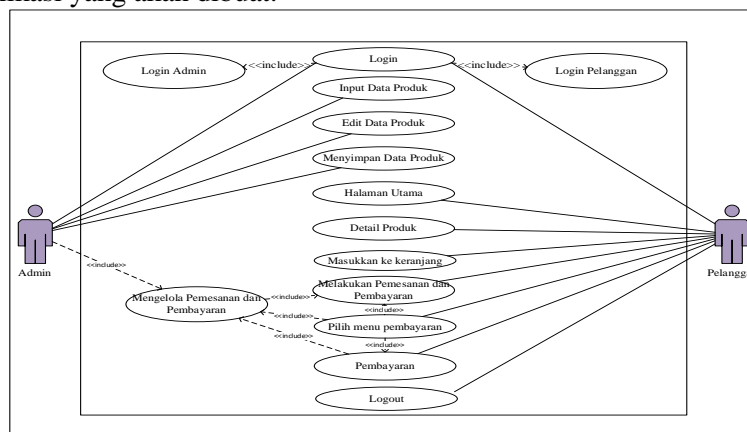 Login
<<include>>
<<include>>
Login Admin
Login Pelanggan
Input Data Produk
Edit Data Produk
Menyimpan Data Produk
Halaman Utama
Detail Produk
Admin
Pelangga
<<include>>
Masukkan ke keranjang
Melakukan Pemesanan dan
Pembayaran
Mengelola Pemesanan dan
Pembayaran
<<include>>
<<include>>
<<include>>
Pilih menu pembayaran
<<include>>
<<include>>
Pembayaran
Logout